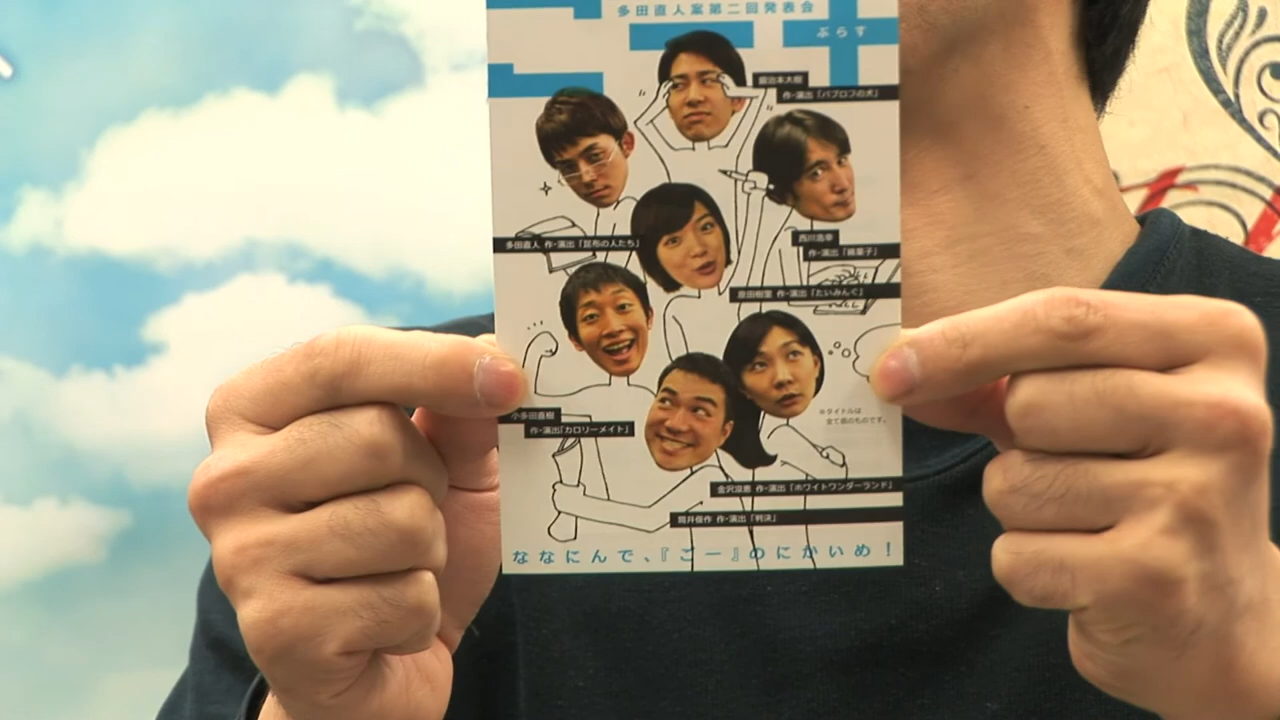 多田直人案第二回発表会
ぷらす
鍛治本大樹
作・演出「パブロフの犬」
多田直人 作・演出「昆布の人たち」
西川浩幸
作・演出「綿菓子」
原田樹里 作・演出「たいみんぐ」
小多田直樹
作・演出「カロリーメイト」
※タイトルは
全て仮のものです。
金沢涼恵 作・演出「ホワイトワンダーランド」
筒井俊作 作・演出「判決」
ななにんで、『ごー』のにかいめ！